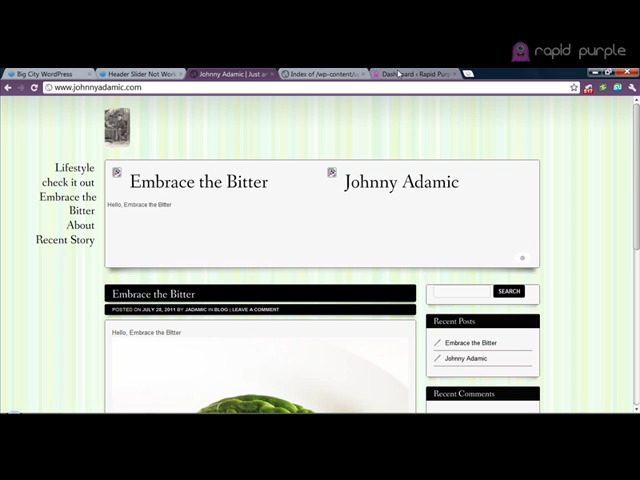 rapid purple
Big City WordPress
Header Slider Not Work
Johnny Adamic | Just an
Index of /wp-content/u
Dashboard ‹ Rapid Purp
www.johnnyadamic.com
Lifestyle
check it out
Embrace the
Bitter
About
Recent Story
Embrace the Bitter
Johnny Adamic
Hello, Embrace the Bitter
Embrace the Bitter
POSTED ON JULY 28, 2011 BY JADAMIC IN BLOG | LEAVE A COMMENT
Hello, Embrace the Bitter
SEARCH
Recent Posts
Embrace the Bitter
Johnny Adamic
Recent Comments